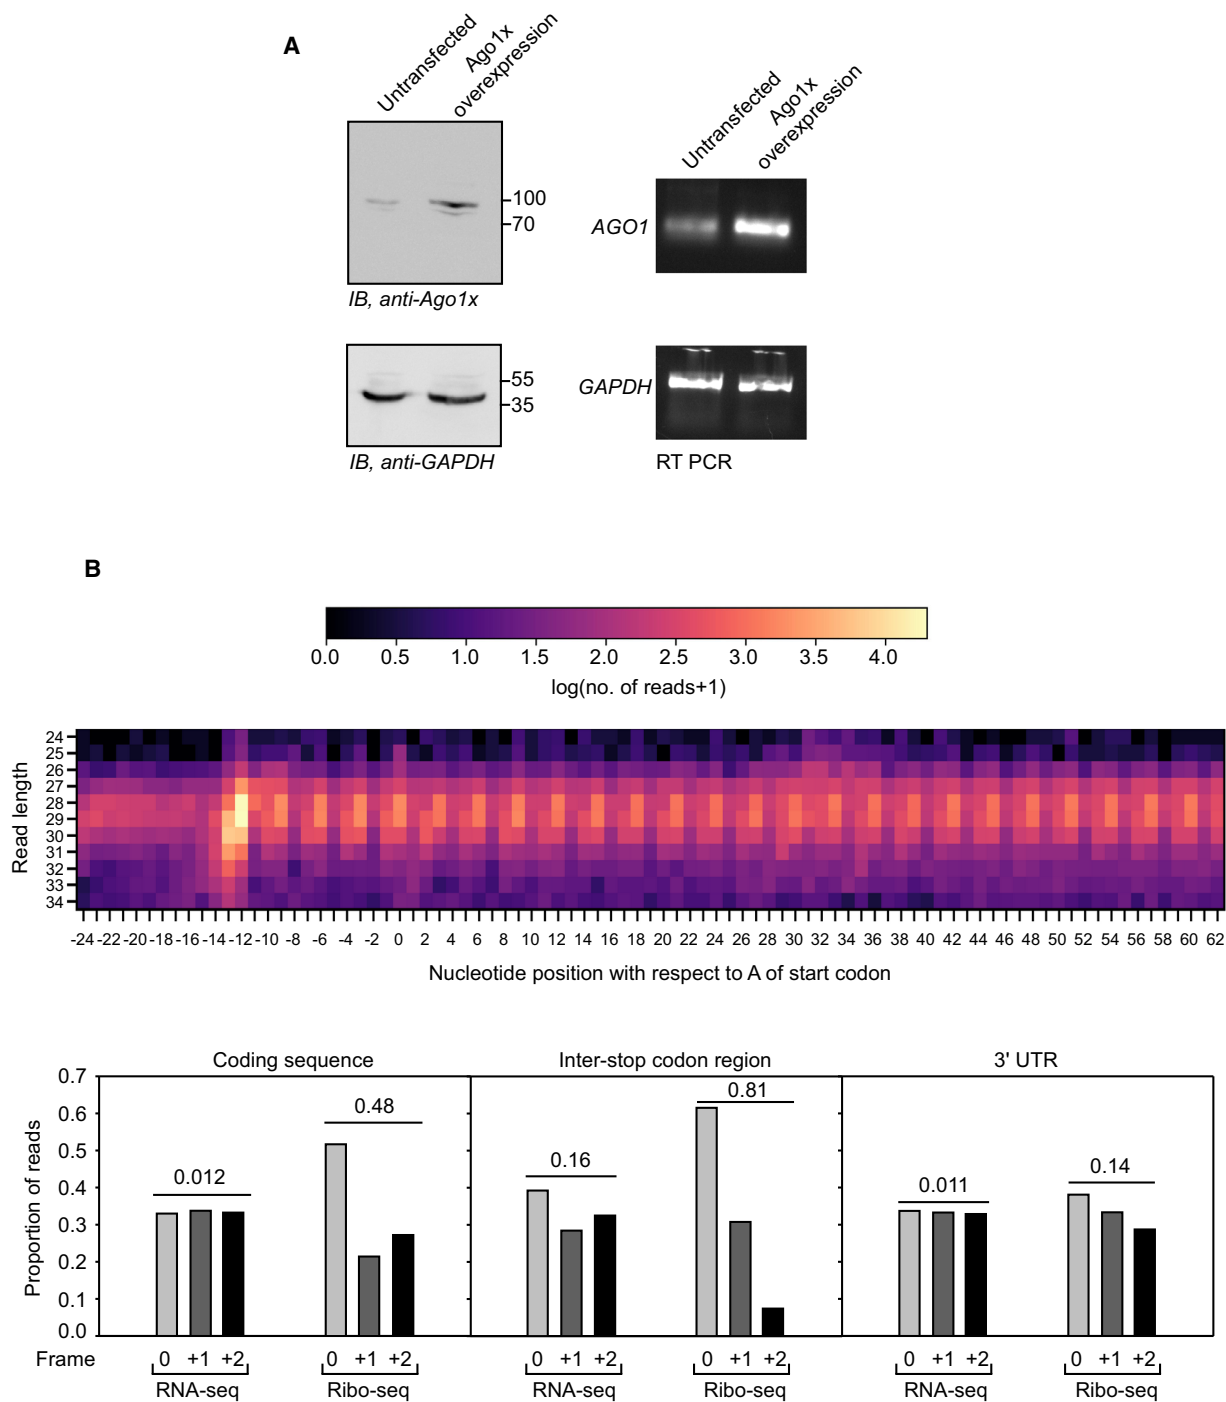 A
Untransfected
Ago1x
overexpression
100
70
IB, anti-Ago1x
55
35
IB, anti-GAPDH
Untransfected
Ago1x
overexpression
AGO1
GAPDH
RT PCR
B
0.0 0.5 1.0 1.5 2.0 2.5 3.0 3.5 4.0
log(no. of reads+1)
Read length
24
25
26
27
28
29
30
31
32
33
34
-24 -22 -20 -18 -16 -14 -12 -10 -8 -6 -4 -2 0 2 4 6 8 10 12 14 16 18 20 22 24 26 28 30 32 34 36 38 40 42 44 46 48 50 52 54 56 58 60 62
Nucleotide position with respect to A of start codon
Coding sequence Inter-stop codon region 3' UTR
Proportion of reads
0.7
0.6
0.5
0.4
0.3
0.2
0.1
0.0
0.012 0.48 0.16 0.81 0.011 0.14
Frame 0 +1 +2 0 +1 +2 0 +1 +2 0 +1 +2 0 +1 +2 0 +1 +2
RNA-seq Ribo-seq RNA-seq Ribo-seq RNA-seq Ribo-seq